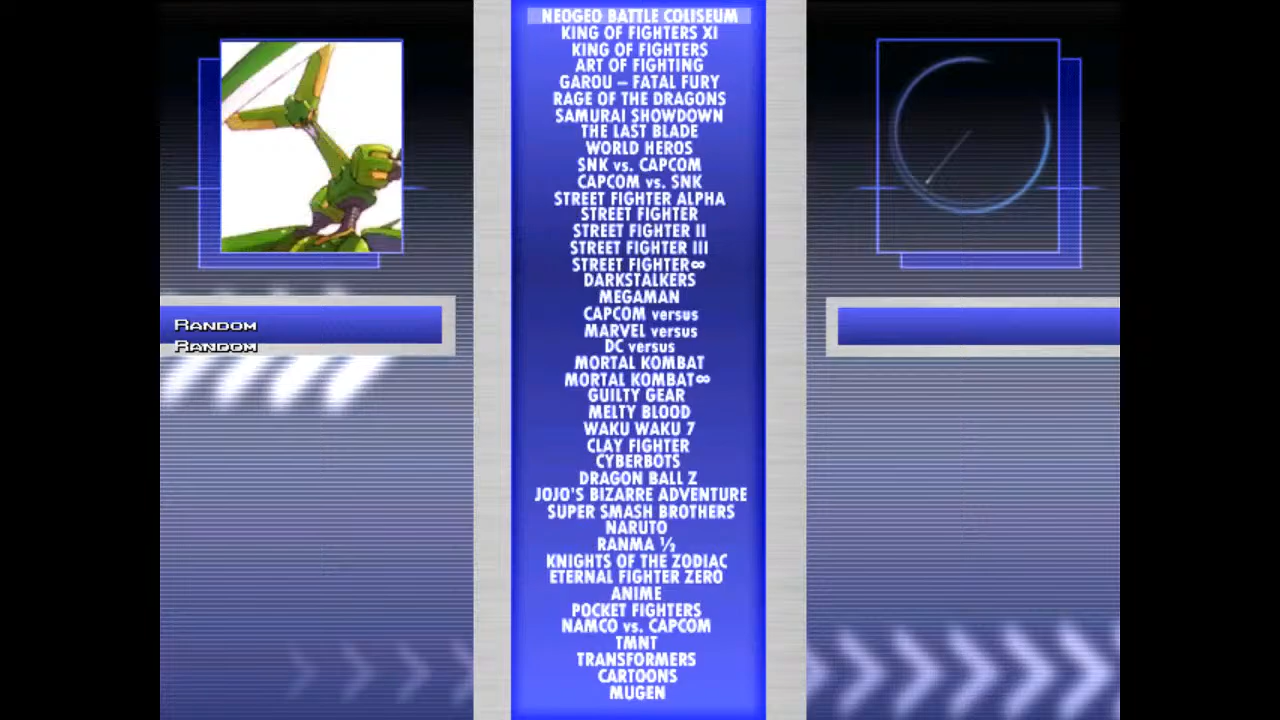 NEOGEO BATTLE COLISEUM
KING OF FIGHTERS XI
KING OF FIGHTERS
ART OF FIGHTING
GAROU – FATAL FURY
RAGE OF THE DRAGONS
SAMURAI SHOWDOWN
THE LAST BLADE
WORLD HEROS
SNK vs. CAPCOM
CAPCOM vs. SNK
STREET FIGHTER ALPHA
STREET FIGHTER
STREET FIGHTER II
STREET FIGHTER III
STREET FIGHTER∞
DARKSTALKERS
MEGAMAN
CAPCOM versus
MARVEL versus
DC versus
MORTAL KOMBAT
MORTAL KOMBAT∞
GUILTY GEAR
MELTY BLOOD
WAKU WAKU 7
CLAY FIGHTER
CYBERBOTS
DRAGON BALL Z
JOJO'S BIZARRE ADVENTURE
SUPER SMASH BROTHERS
NARUTO
RANMA ½
KNIGHTS OF THE ZODIAC
ETERNAL FIGHTER ZERO
ANIME
POCKET FIGHTERS
NAMCO vs. CAPCOM
TMNT
TRANSFORMERS
CARTOONS
MUGEN
RANDOM
RANDOM